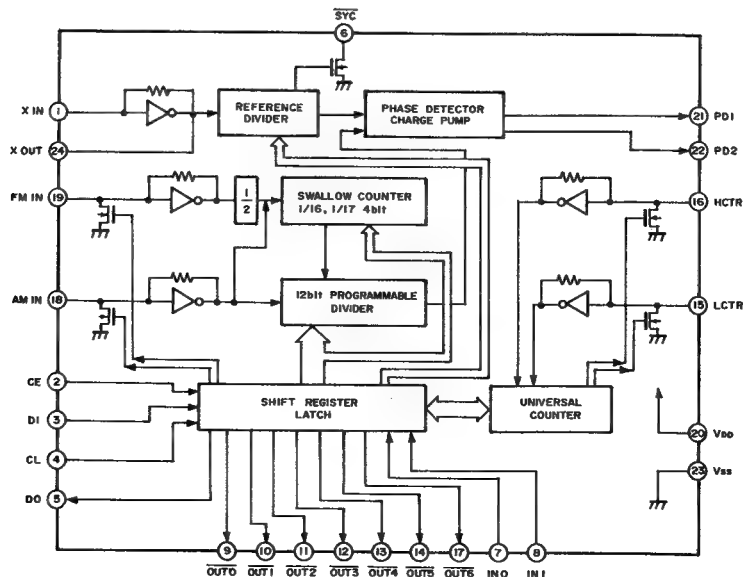 SYC
6
X IN 1
REFERENCE
DIVIDER
PHASE DETECTOR
CHARGE PUMP
21 PD1
X OUT 24
22 PD2
FM IN 19
1
2
SWALLOW COUNTER
1/16, 1/17 4bit
16 HCTR
AM IN 18
12bit PROGRAMMABLE
DIVIDER
15 LCTR
CE 2
DI 3
CL 4
DO 5
SHIFT REGISTER
LATCH
UNIVERSAL
COUNTER
20 VDD
23 VSS
9 10 11 12 13 14 17 7 8
OUT0 OUT1 OUT2 OUT3 OUT4 OUT5 OUT6 IN0 IN1